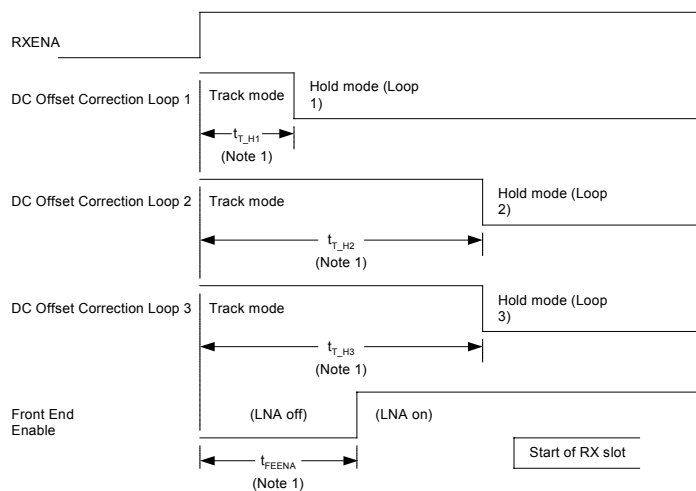 RXENA
DC Offset Correction Loop 1
Track mode
Hold mode (Loop
1)
tT_H1
(Note 1)
DC Offset Correction Loop 2
Track mode
Hold mode (Loop
2)
tT_H2
(Note 1)
DC Offset Correction Loop 3
Track mode
Hold mode (Loop
3)
tT_H3
(Note 1)
Front End
Enable
(LNA off)
(LNA on)
Start of RX slot
tFEENA
(Note 1)